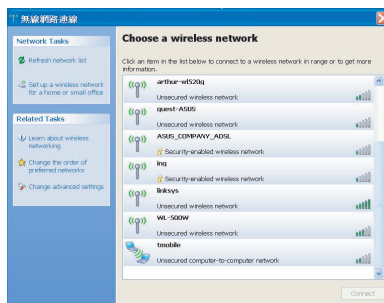 無線網路連線
Network Tasks
Refresh network list
Set up a wireless network
for a home or small office
Related Tasks
Learn about wireless
networking
Change the order of
preferred networks
Change advanced settings
Choose a wireless network
Click an item in the list below to connect to a wireless network in range or to get more
information.
arthur-wl520g
Unsecured wireless network
guest-ASUS
Unsecured wireless network
ASUS_COMPANY_ADSL
Security-enabled wireless network
inq
Security-enabled wireless network
linksys
Unsecured wireless network
WL-500W
Unsecured wireless network
tmobile
Unsecured computer-to-computer network
Connect